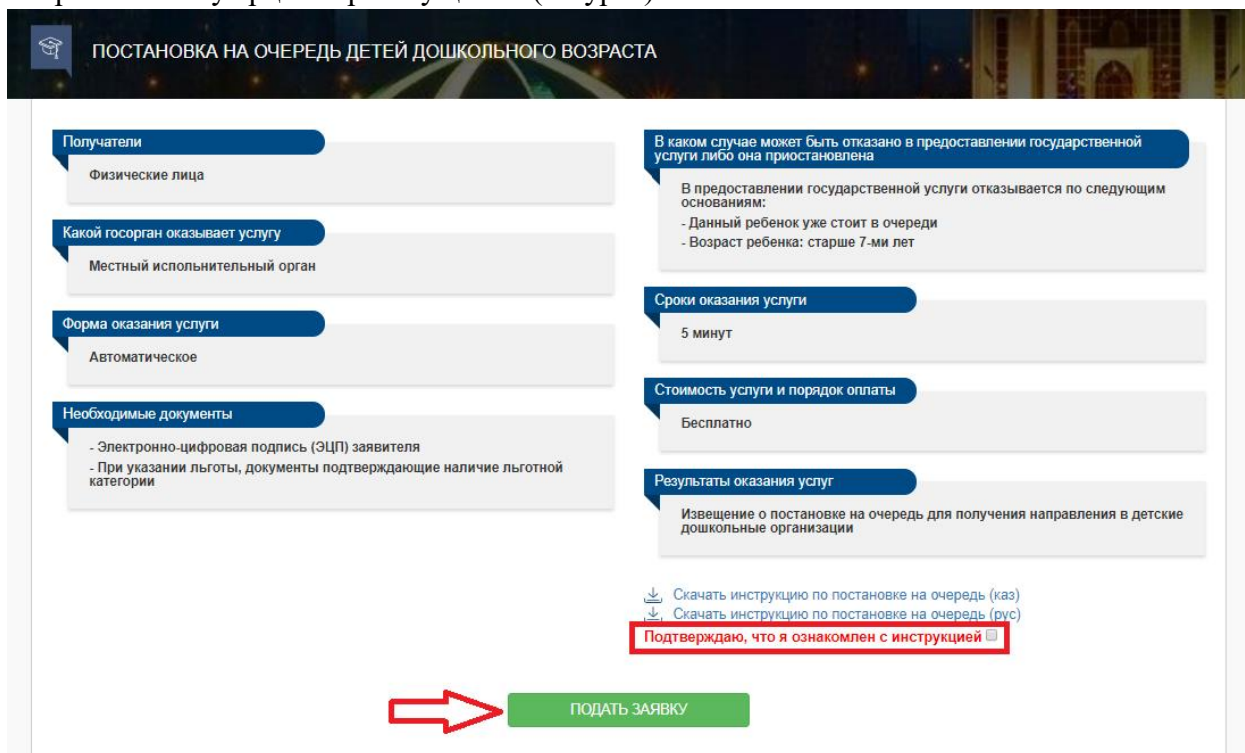 ПОСТАНОВКА НА ОЧЕРЕДЬ ДЕТЕЙ ДОШКОЛЬНОГО ВОЗРАСТА
Получатели
Физические лица
Какой госорган оказывает услугу
Местный испольнительный орган
Форма оказания услуги
Автоматическое
Необходимые документы
- Электронно-цифровая подпись (ЭЦП) заявителя
- При указании льготы, документы подтверждающие наличие льготной
категории
В каком случае может быть отказано в предоставлении государственной
услуги либо она приостановлена
В предоставлении государственной услуги отказывается по следующим
основаниям:
- Данный ребенок уже стоит в очереди
- Возраст ребенка: старше 7-ми лет
Сроки оказания услуги
5 минут
Стоимость услуги и порядок оплаты
Бесплатно
Результаты оказания услуг
Извещение о постановке на очередь для получения направления в детские
дошкольные организации
Скачать инструкцию по постановке на очередь (каз)
Скачать инструкцию по постановке на очередь (рус)
Подтверждаю, что я ознакомлен с инструкцией
ПОДАТЬ ЗАЯВКУ